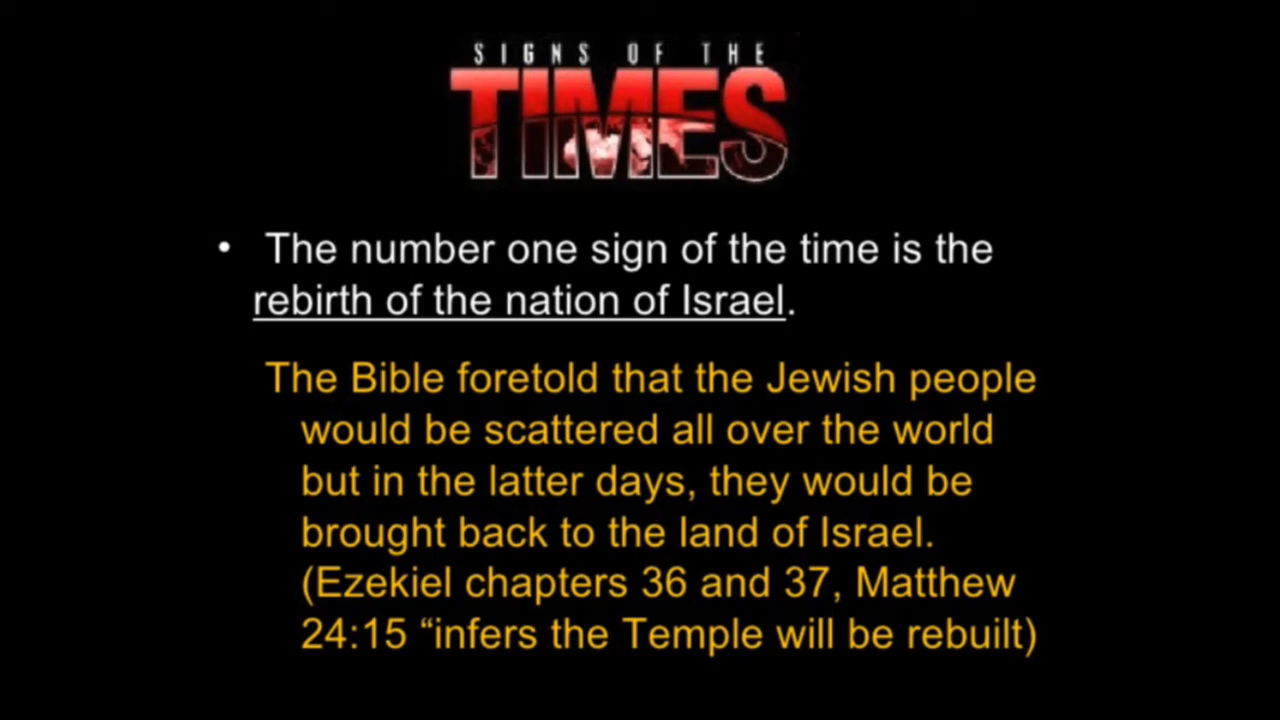 SIGNS OF THE
TIMES
• The number one sign of the time is the
rebirth of the nation of Israel.
The Bible foretold that the Jewish people
would be scattered all over the world
but in the latter days, they would be
brought back to the land of Israel.
(Ezekiel chapters 36 and 37, Matthew
24:15 “infers the Temple will be rebuilt)